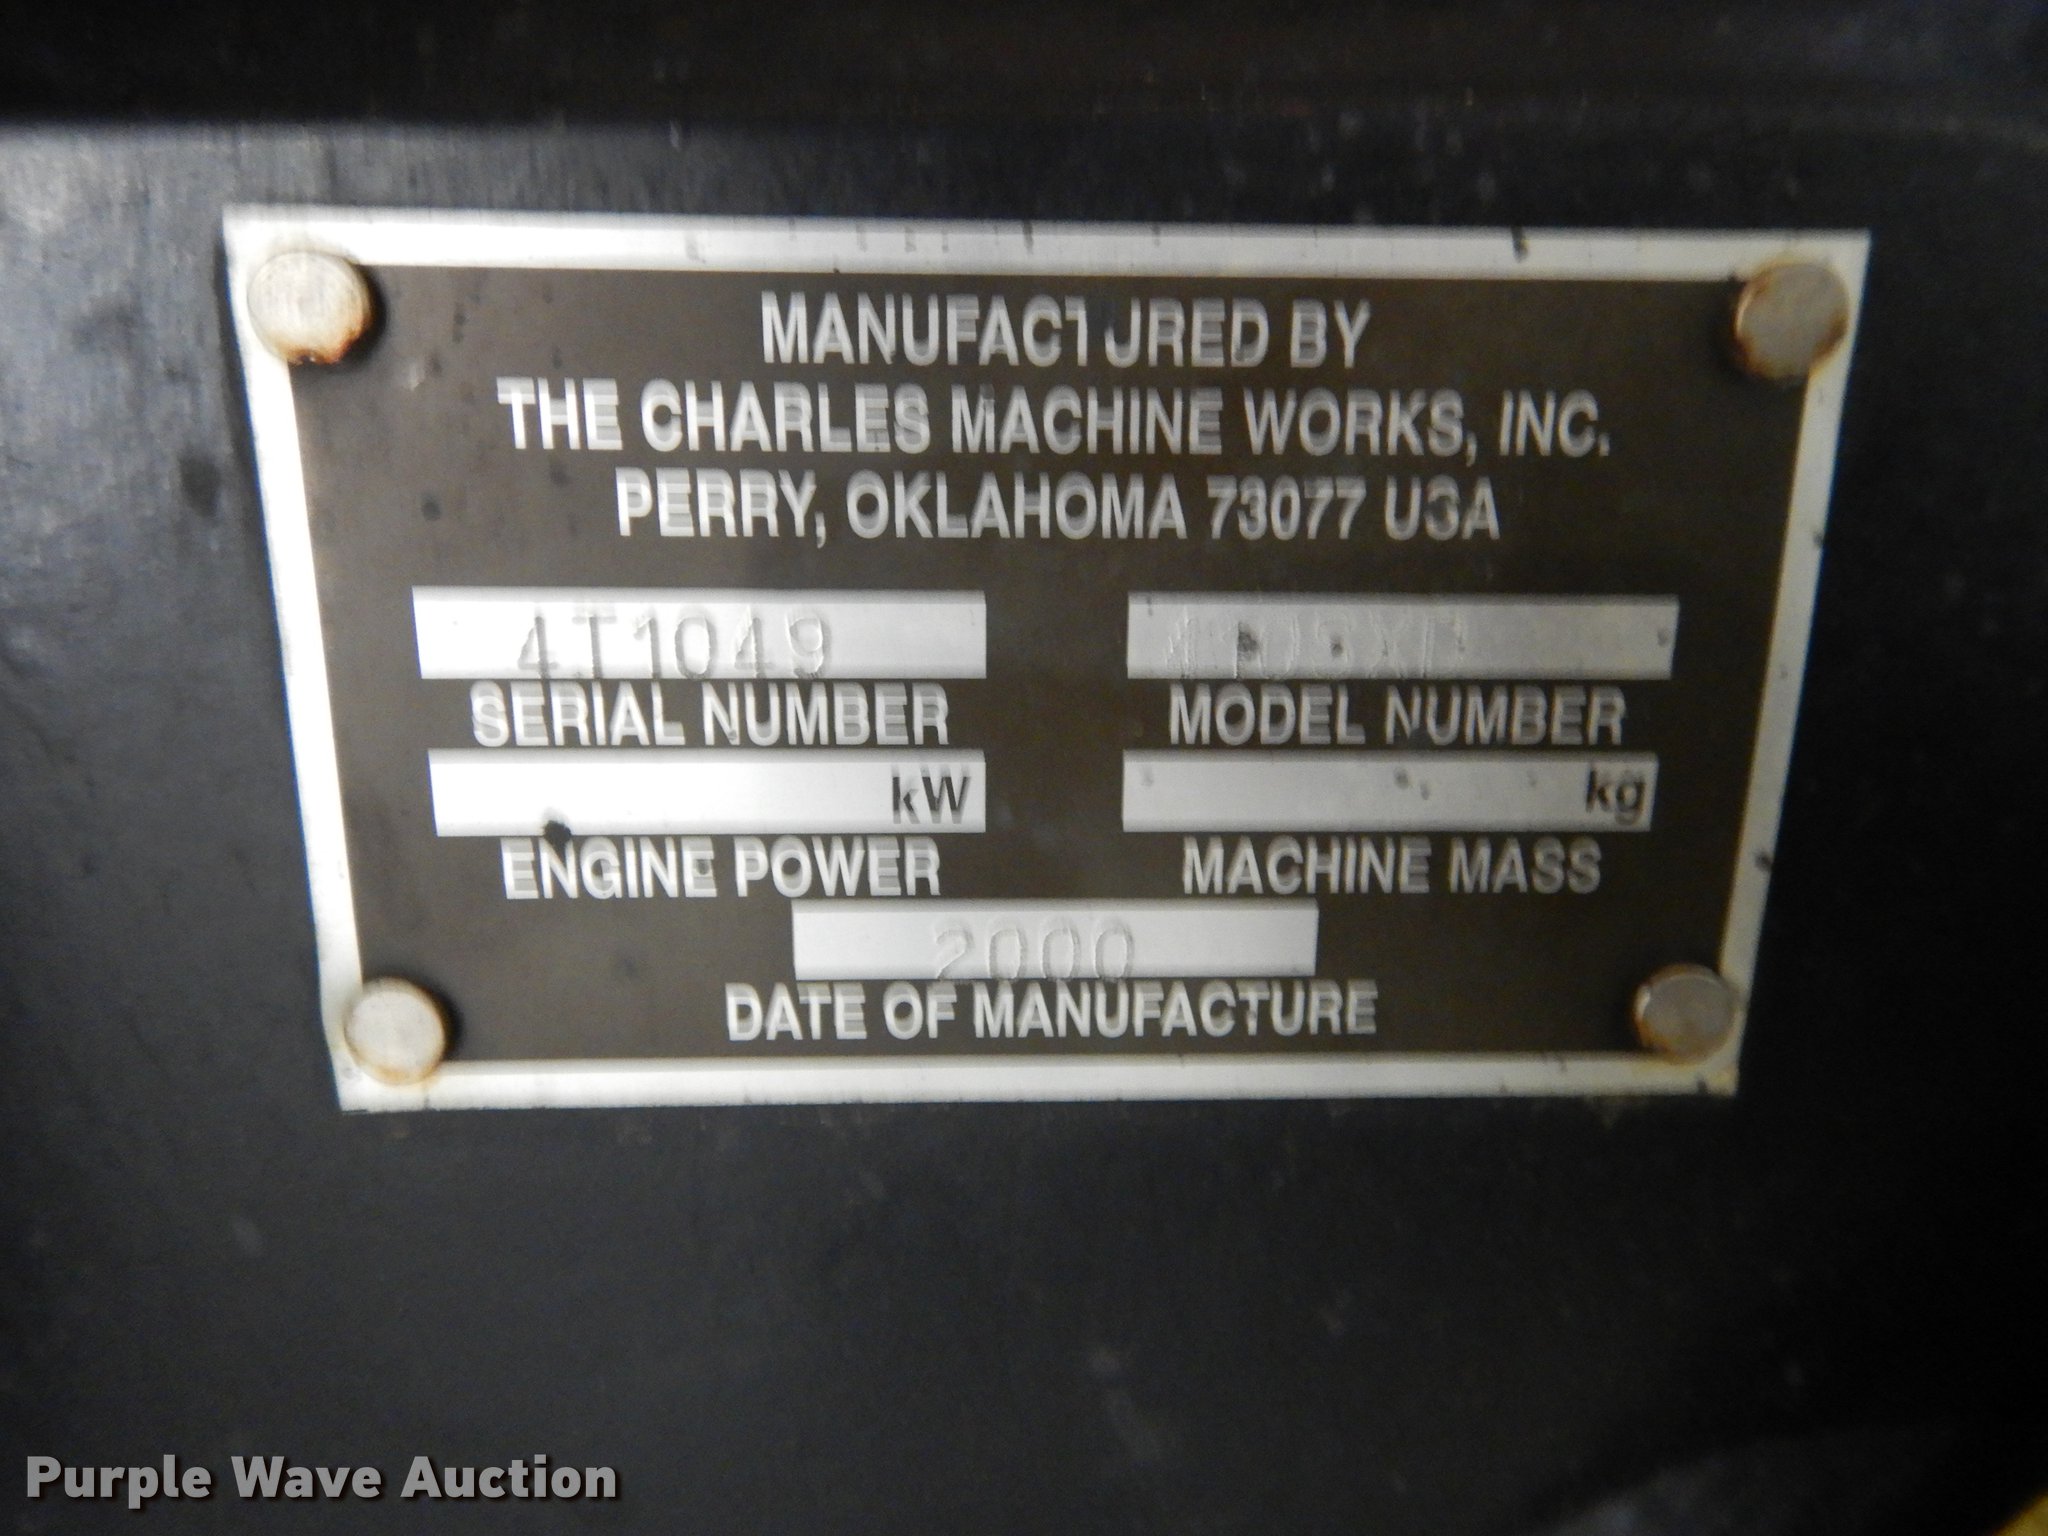 MANUFACTURED BY
THE CHARLES MACHINE WORKS, INC.
PERRY, OKLAHOMA 73077 USA
4T1049
SERIAL NUMBER
MODEL NUMBER
kW
kg
ENGINE POWER
MACHINE MASS
2000
DATE OF MANUFACTURE
Purple Wave Auction